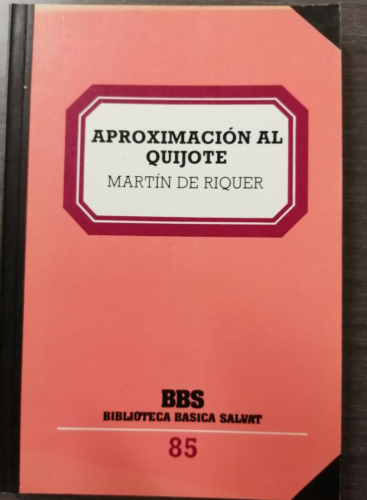 APROXIMACIÓN AL
QUIJOTE
MARTÍN DE RIQUER
BBS
BIBLIOTECA BASICA SALVAT
85